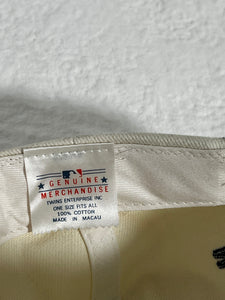 GENUINE
MERCHANDISE
TWINS ENTERPRISE INC
ONE SIZE FITS ALL
100% COTTON
MADE IN MACAU